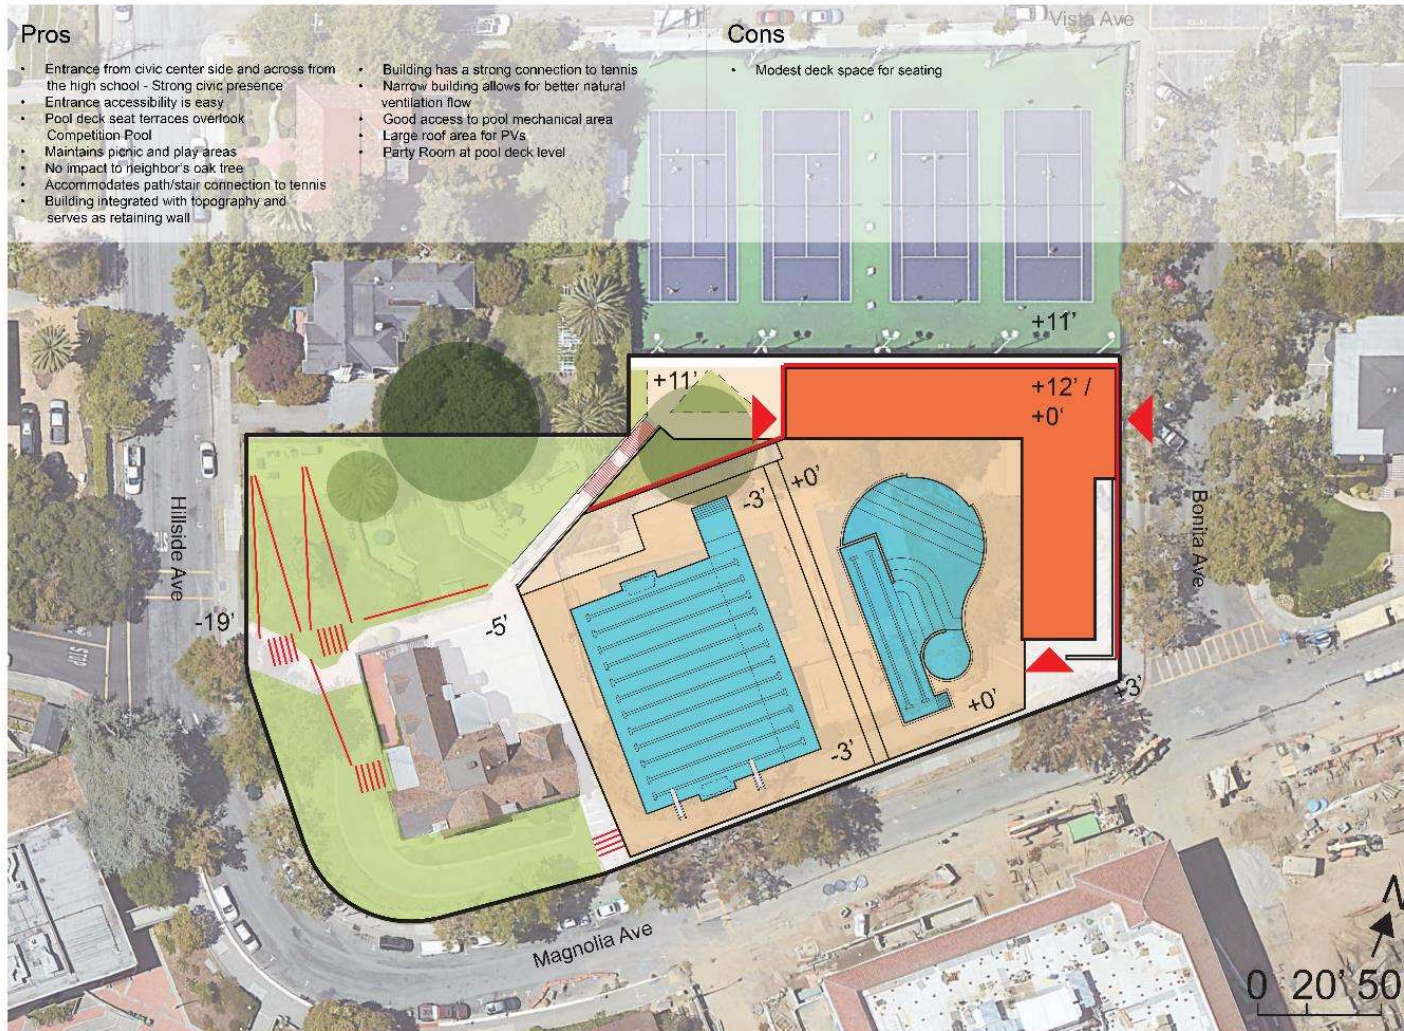 Pros
• Entrance from civic center side and across from
the high school - Strong civic presence
• Entrance accessibility is easy
• Pool deck seat terraces overlook
Competition Pool
• Maintains picnic and play areas
• No impact to neighbor's oak tree
• Accommodates path/stair connection to tennis
• Building integrated with topography and
serves as retaining wall
• Building has a strong connection to tennis
• Narrow building allows for better natural
ventilation flow
• Good access to pool mechanical area
• Large roof area for PVs
• Party Room at pool deck level
Cons
• Modest deck space for seating
Vista Ave
+11'
+11'
+12' /
+0'
+0'
-3'
Hillside Ave
STOP
Bonita Ave
-19'
-5'
STOP
+0'
+3'
-3'
Magnolia Ave
N
0 20' 50